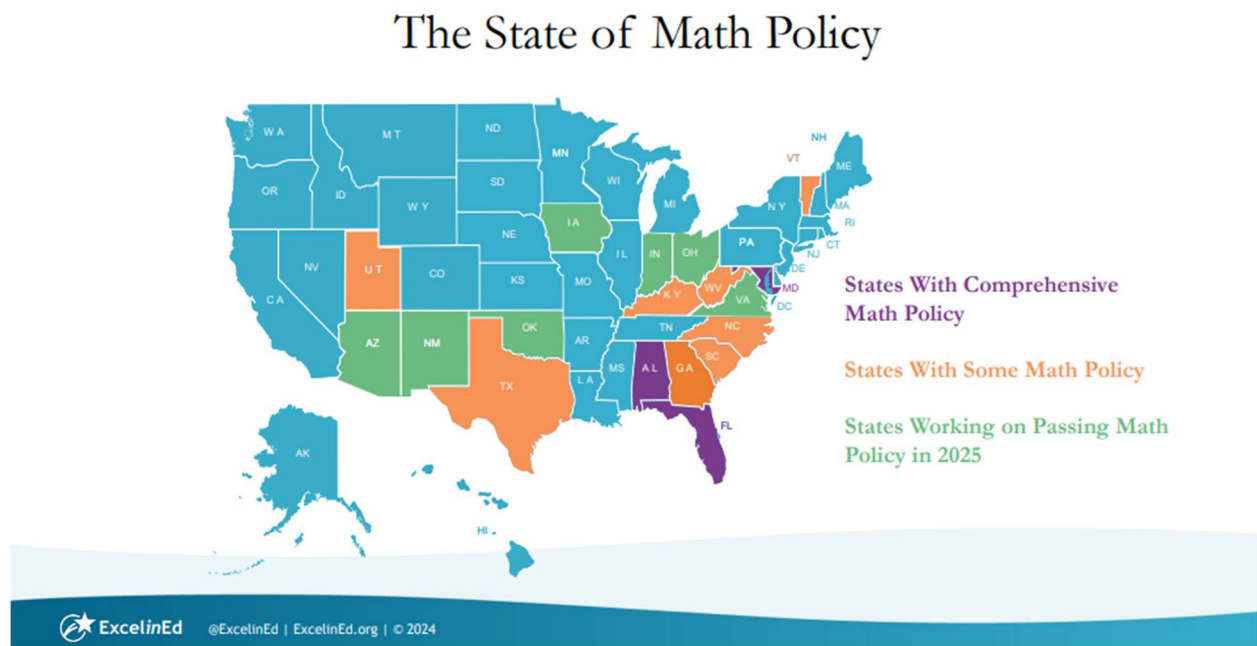 The State of Math Policy
WA
MT
ND
MN
NH
VT
ME
OR
ID
SD
WI
MI
NY
MA
RI
WY
IA
NE
PA
CT
NJ
NV
UT
CO
IL
IN
OH
DE
CA
KS
MO
KY
WV
VA
MD
DC
AZ
NM
OK
AR
TN
NC
SC
TX
LA
MS
AL
GA
FL
AK
HI
States With Comprehensive
Math Policy
States With Some Math Policy
States Working on Passing Math
Policy in 2025
ExcelinEd
@ExcelinEd | ExcelinEd.org | © 2024